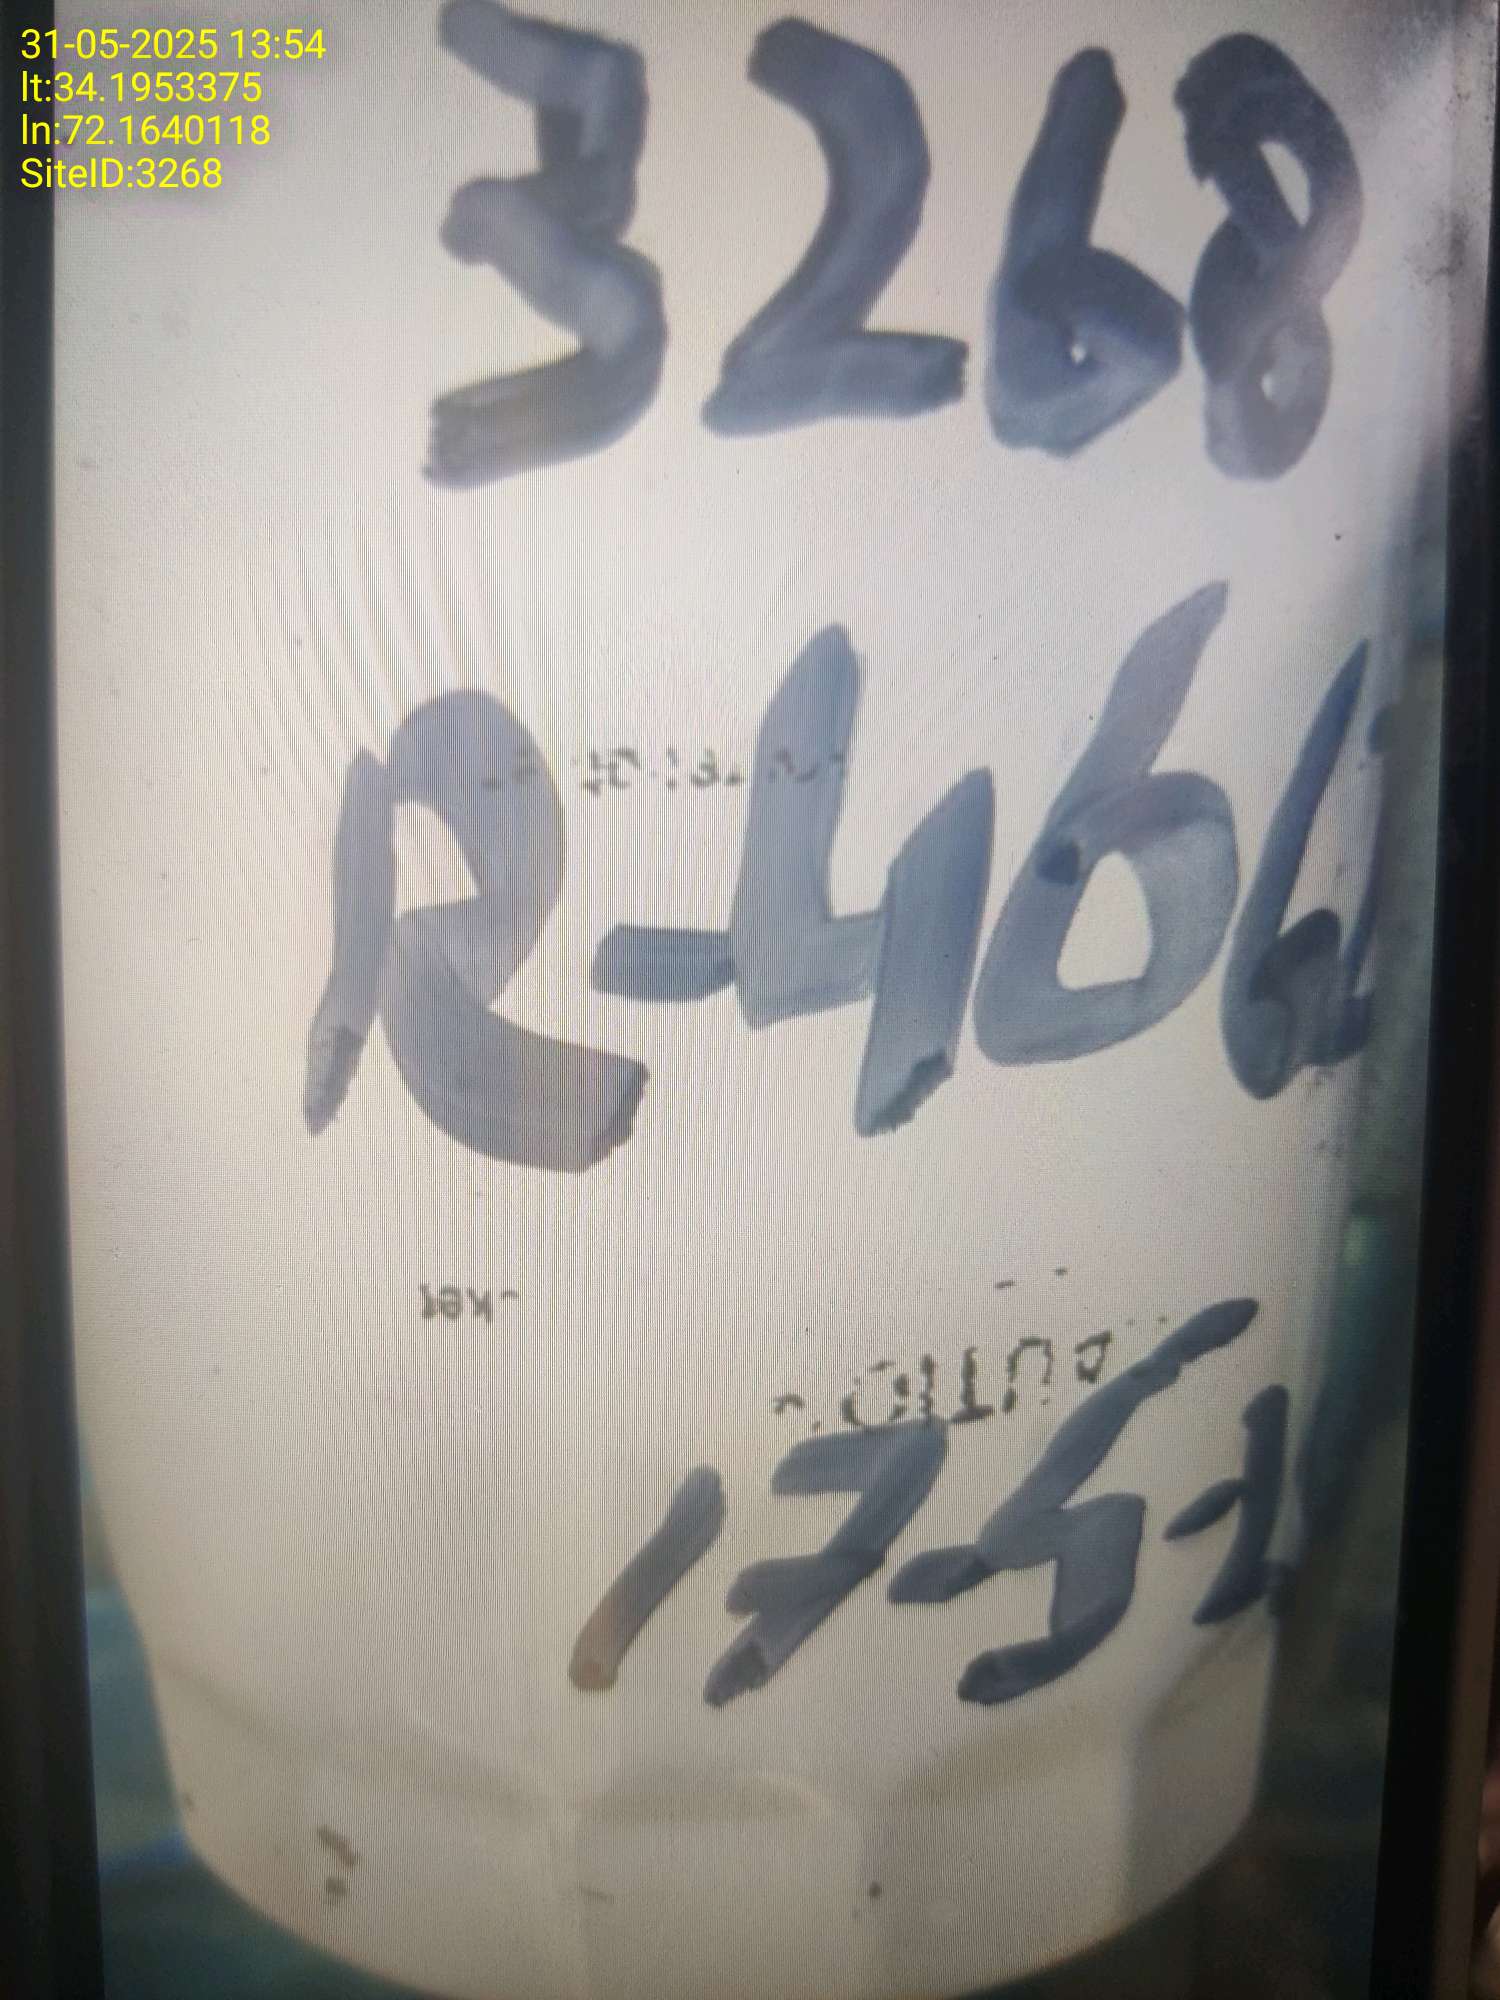 31-05-2025 13:54
lt:34.1953375
ln:72.1640118
SiteID:3268
3268
R-466
17-5-